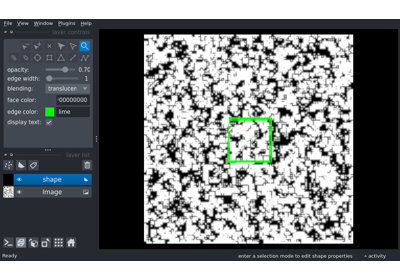 File View Window Plugins Help
layer controls
opacity: 0.70
edge width: 1
blending: translucen
face color: 00000000
edge color: lime
display text:
layer list
shape
Image
Ready enter a selection mode to edit shape properties activity